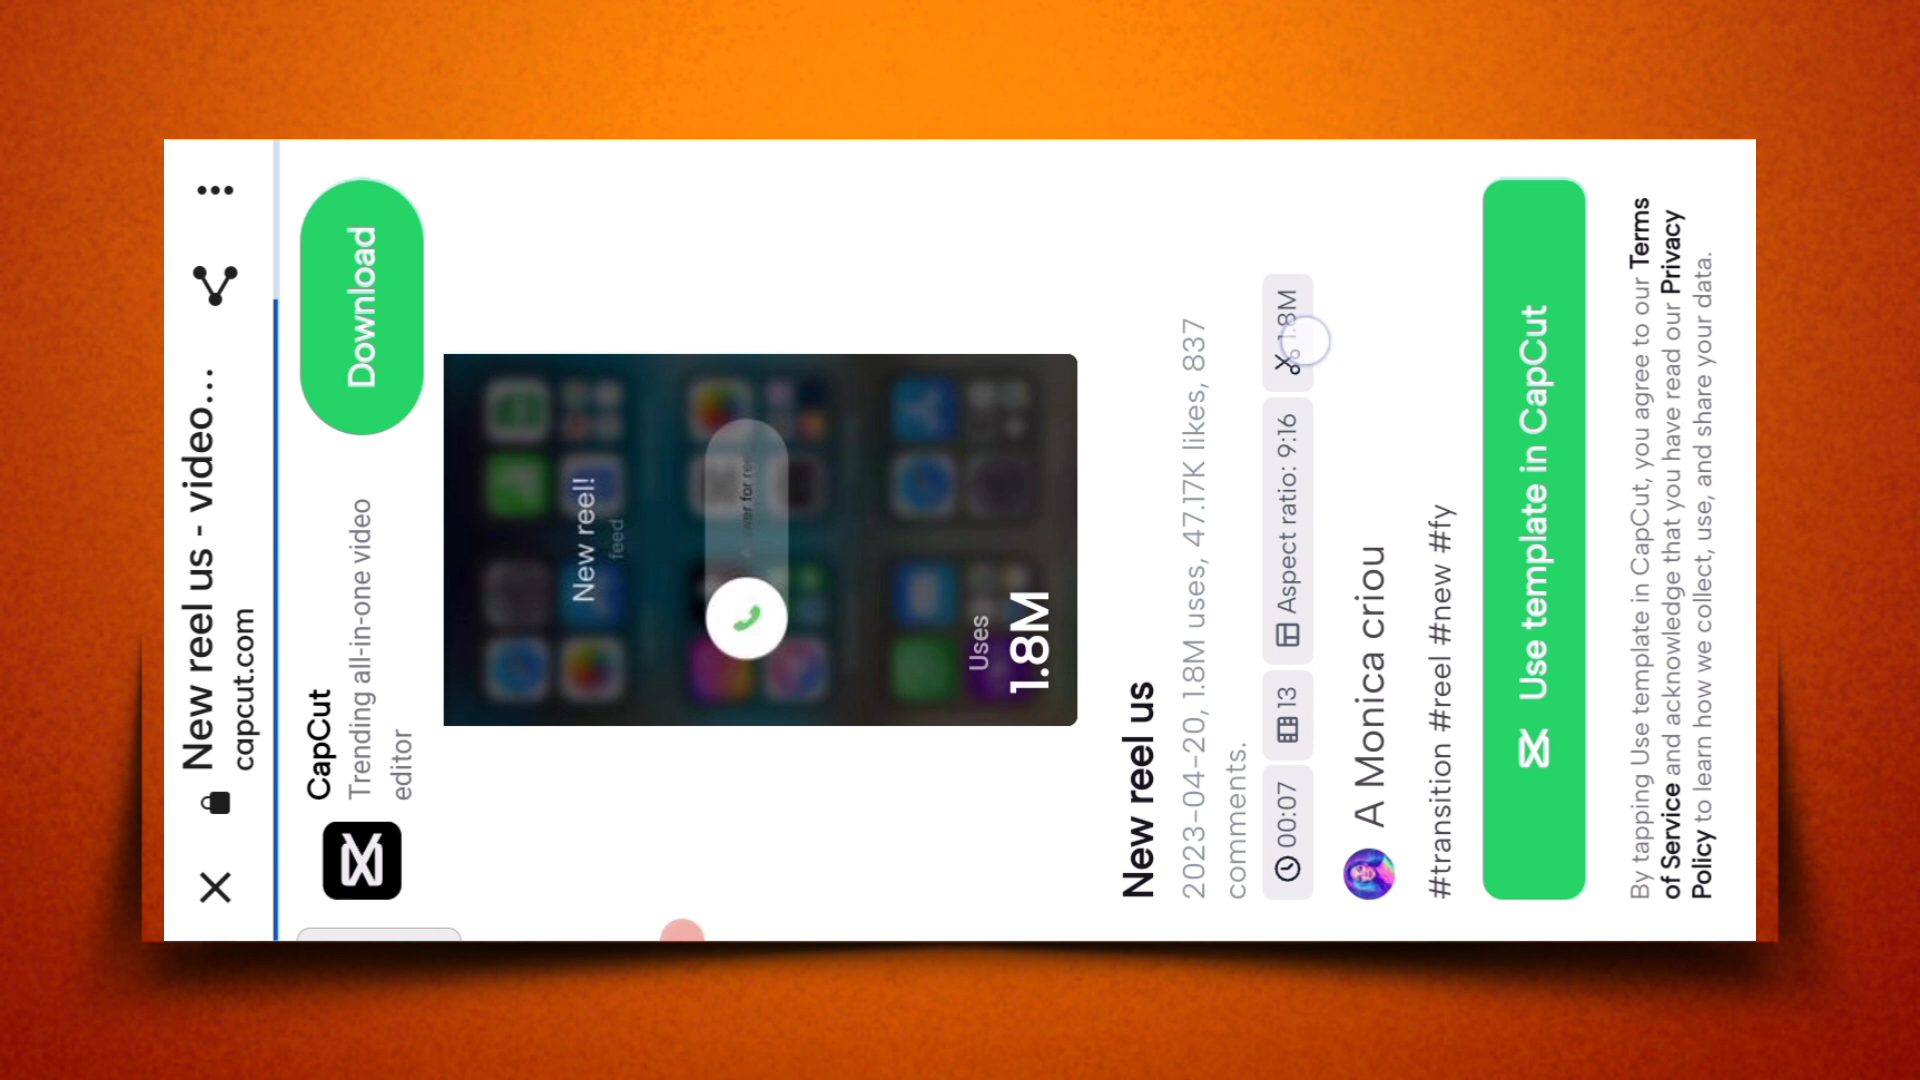 New reel us - video...
capcut.com
CapCut
Trending all-in-one video
editor
Download
New reel!
feed
Uses
1.8M
New reel us
2023-04-20, 1.8M uses, 47.17K likes, 837
comments.
00:07
13
Aspect ratio: 9:16
1.8M
A Monica criou
#transition #reel #new #fy
Use template in CapCut
By tapping Use template in CapCut, you agree to our Terms
of Service and acknowledge that you have read our Privacy
Policy to learn how we collect, use, and share your data.